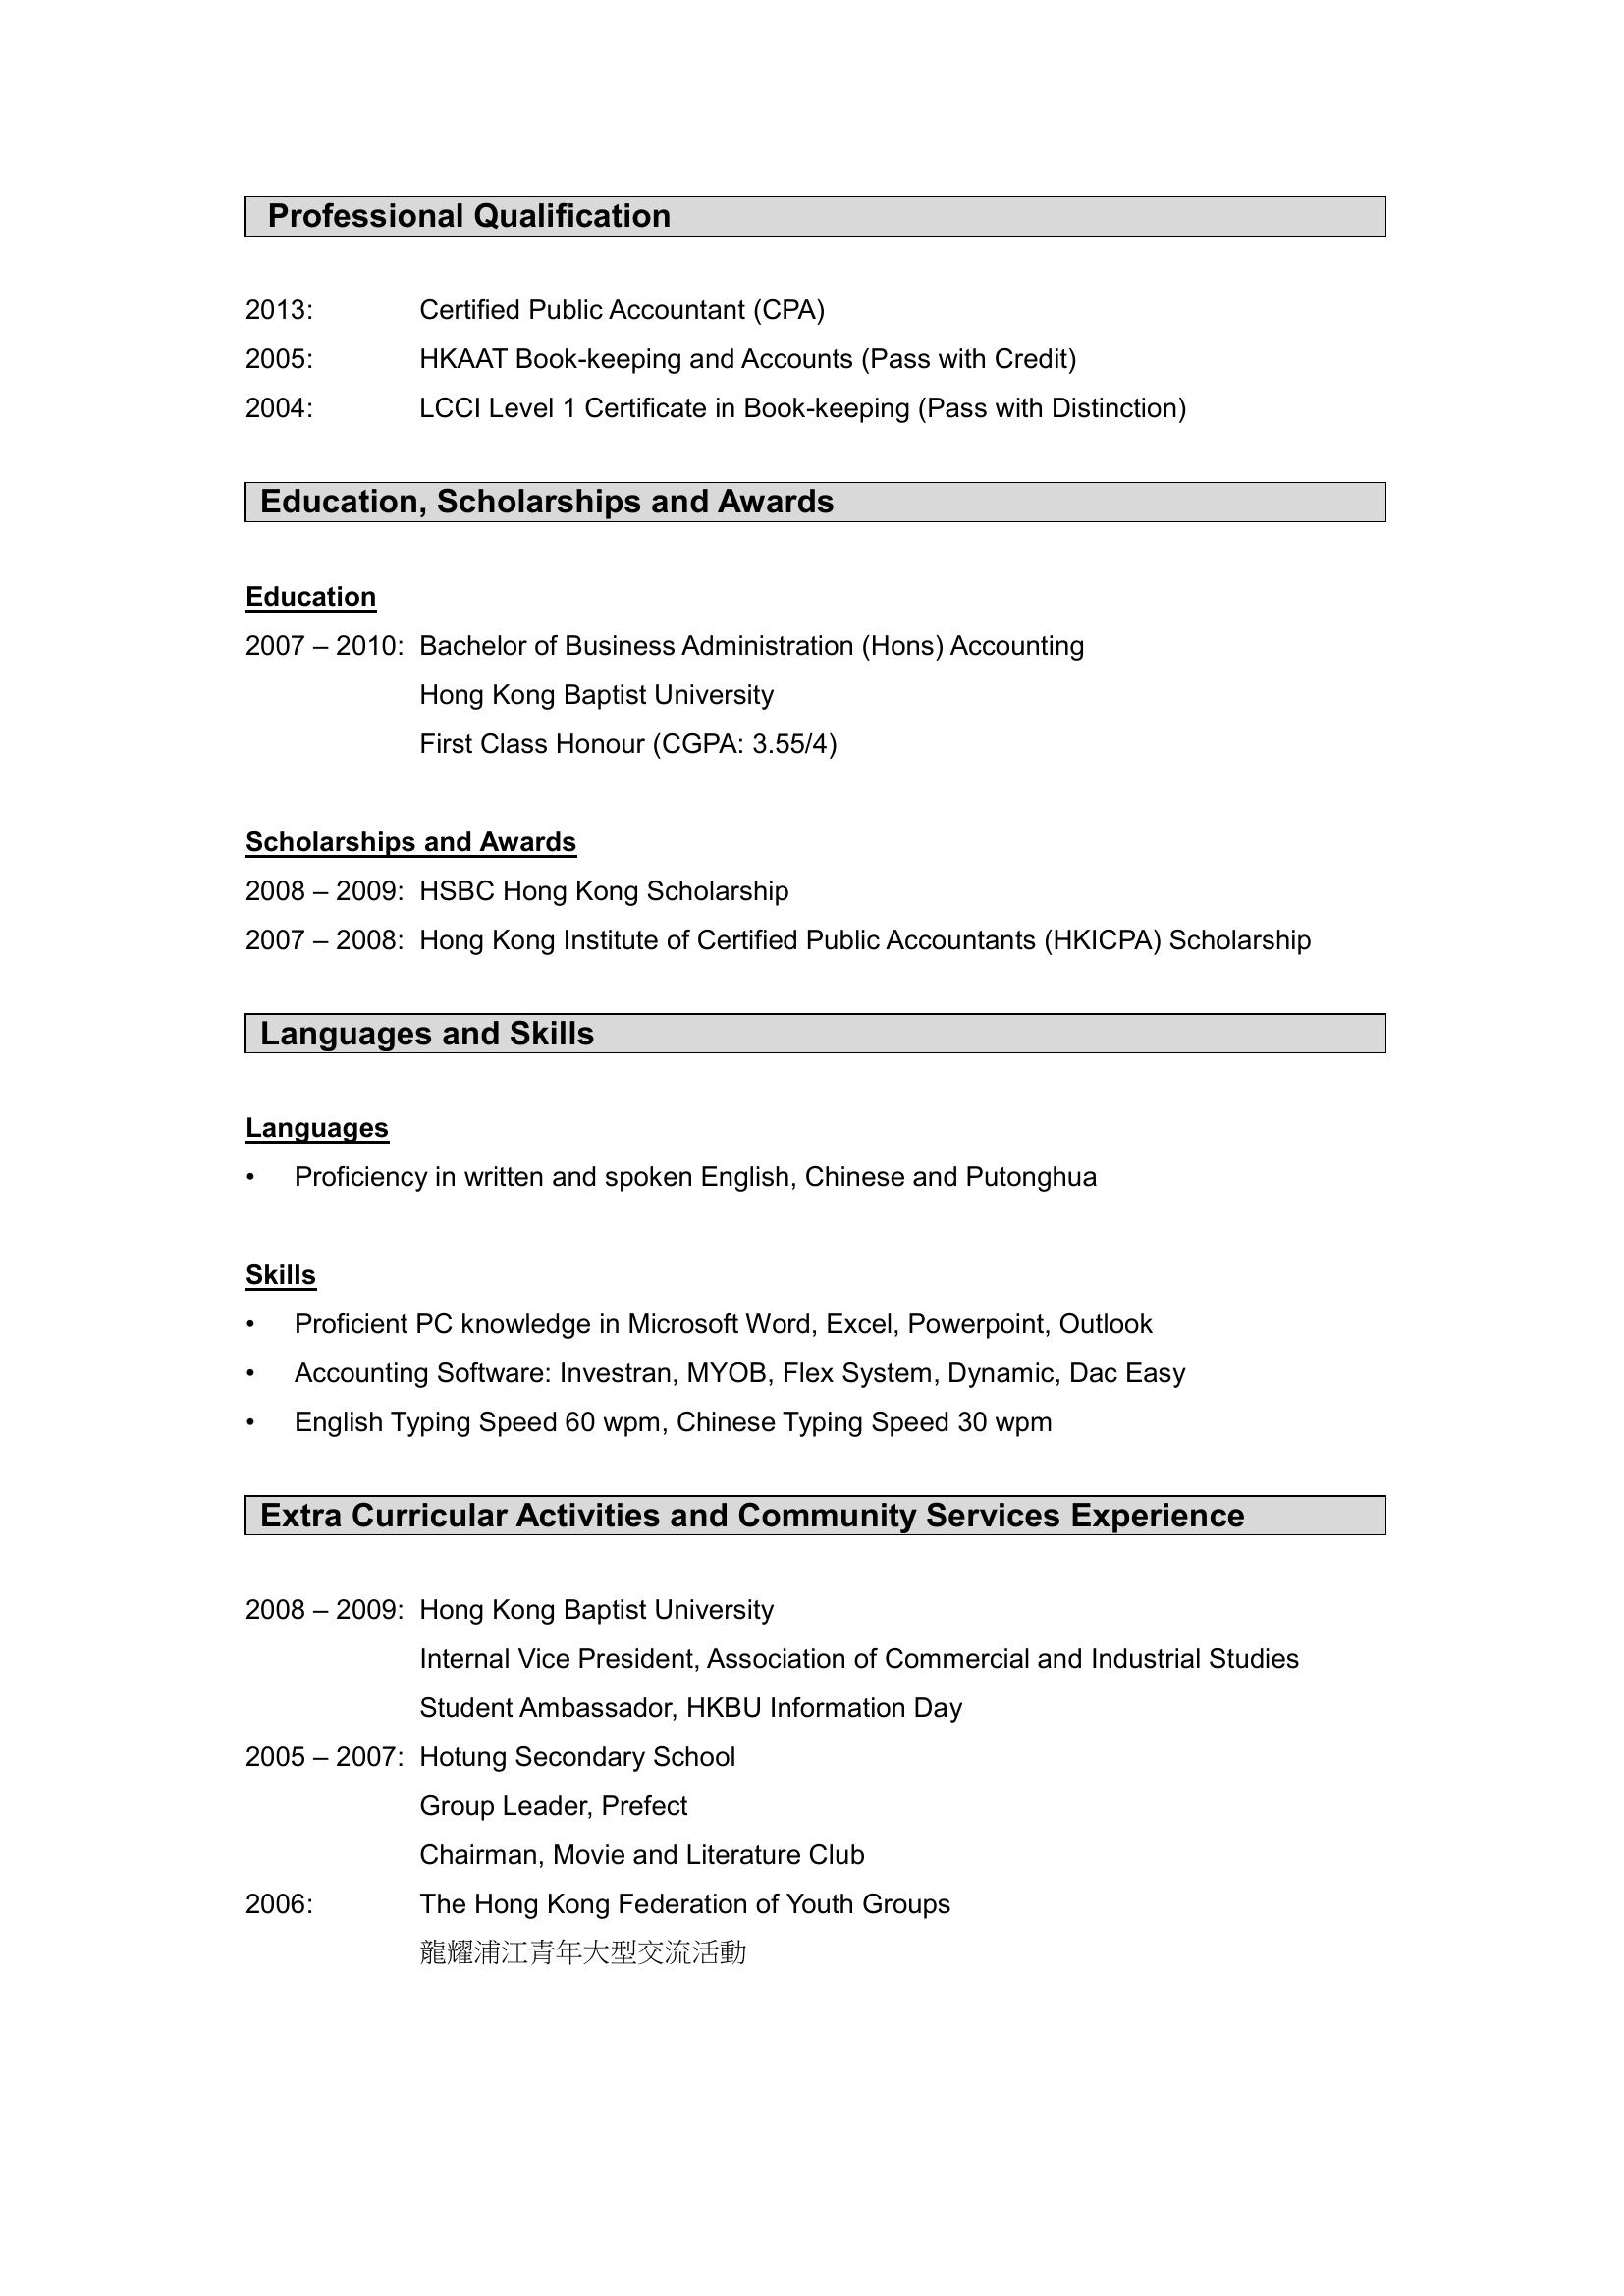 Professional Qualification
2013: Certified Public Accountant (CPA)
2005: HKAAT Book-keeping and Accounts (Pass with Credit)
2004: LCCI Level 1 Certificate in Book-keeping (Pass with Distinction)
Education, Scholarships and Awards
Education
2007 – 2010: Bachelor of Business Administration (Hons) Accounting
Hong Kong Baptist University
First Class Honour (CGPA: 3.55/4)
Scholarships and Awards
2008 – 2009: HSBC Hong Kong Scholarship
2007 – 2008: Hong Kong Institute of Certified Public Accountants (HKICPA) Scholarship
Languages and Skills
Languages
• Proficiency in written and spoken English, Chinese and Putonghua
Skills
• Proficient PC knowledge in Microsoft Word, Excel, Powerpoint, Outlook
• Accounting Software: Investran, MYOB, Flex System, Dynamic, Dac Easy
• English Typing Speed 60 wpm, Chinese Typing Speed 30 wpm
Extra Curricular Activities and Community Services Experience
2008 – 2009: Hong Kong Baptist University
Internal Vice President, Association of Commercial and Industrial Studies
Student Ambassador, HKBU Information Day
2005 – 2007: Hotung Secondary School
Group Leader, Prefect
Chairman, Movie and Literature Club
2006: The Hong Kong Federation of Youth Groups
龍耀浦江青年大型交流活動